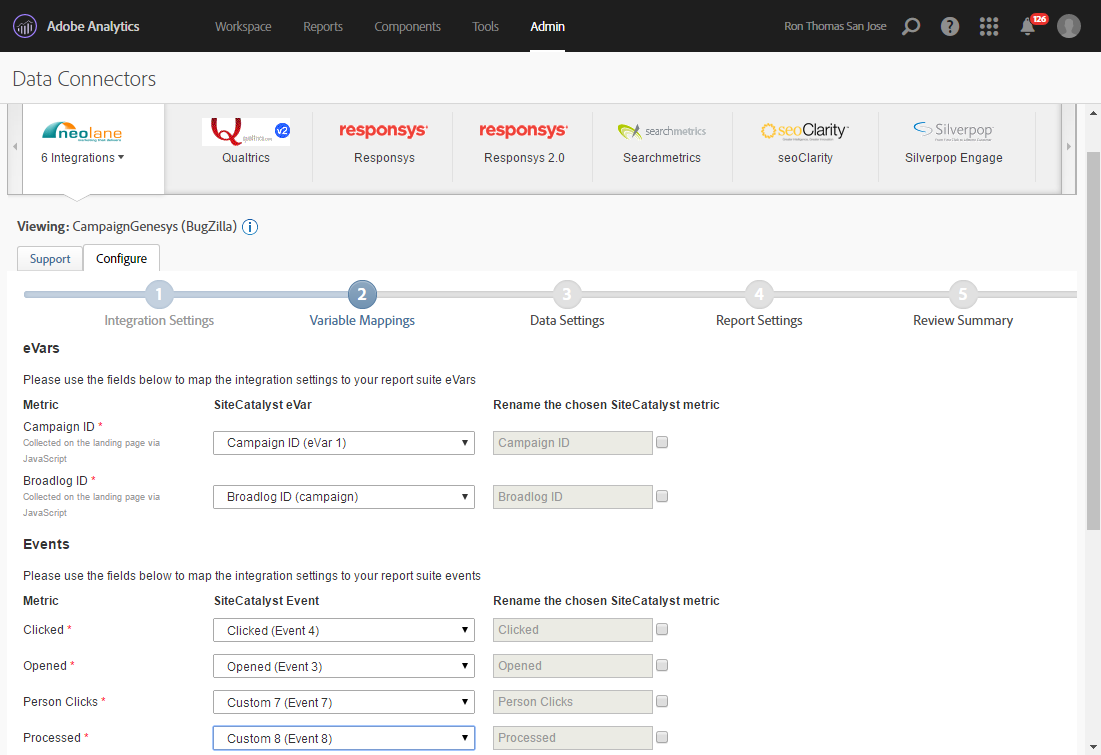 Adobe Analytics
Workspace
Reports
Components
Tools
Admin
Ron Thomas San Jose
?
126
Data Connectors
neolane
6 Integrations
Q
qualtrics.com
v2
Qualtrics
responsys
Responsys
responsys
Responsys 2.0
searchmetrics
Searchmetrics
seoClarity
seoClarity
Silverpop
Silverpop Engage
Viewing: CampaignGenesys (BugZilla) i
Support
Configure
1
2
3
4
5
Integration Settings
Variable Mappings
Data Settings
Report Settings
Review Summary
eVars
Please use the fields below to map the integration settings to your report suite eVars
Metric
SiteCatalyst eVar
Rename the chosen SiteCatalyst metric
Campaign ID *
Collected on the landing page via
JavaScript
Campaign ID (eVar 1)
Campaign ID
Broadlog ID *
Collected on the landing page via
JavaScript
Broadlog ID (campaign)
Broadlog ID
Events
Please use the fields below to map the integration settings to your report suite events
Metric
SiteCatalyst Event
Rename the chosen SiteCatalyst metric
Clicked *
Clicked (Event 4)
Clicked
Opened *
Opened (Event 3)
Opened
Person Clicks *
Custom 7 (Event 7)
Person Clicks
Processed *
Custom 8 (Event 8)
Processed